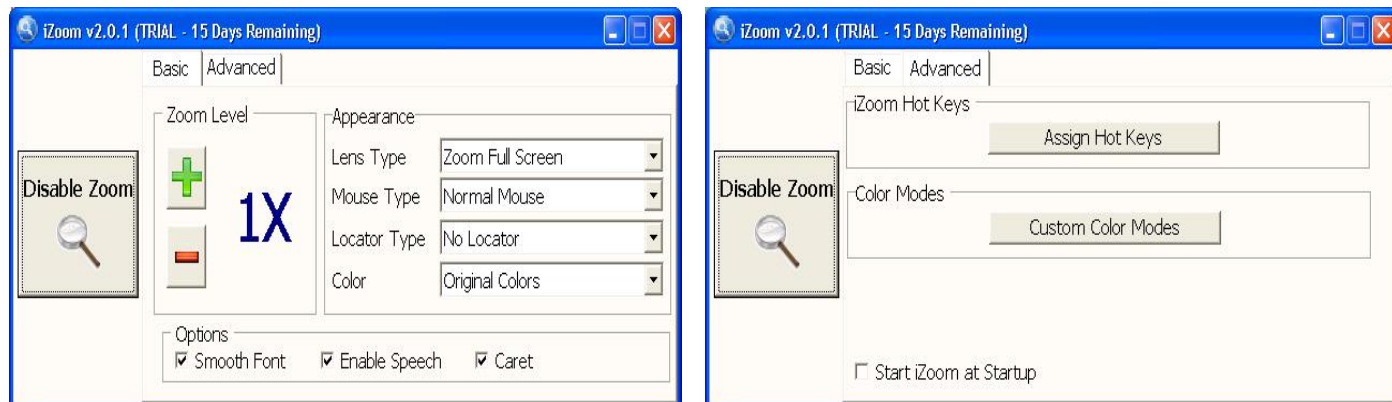 iZoom v2.0.1 (TRIAL - 15 Days Remaining)
Basic Advanced
Disable Zoom
Zoom Level
1X
Appearance
Lens Type Zoom Full Screen
Mouse Type Normal Mouse
Locator Type No Locator
Color Original Colors
Options
Smooth Font Enable Speech Caret
iZoom v2.0.1 (TRIAL - 15 Days Remaining)
Basic Advanced
Disable Zoom
iZoom Hot Keys
Assign Hot Keys
Color Modes
Custom Color Modes
Start iZoom at Startup